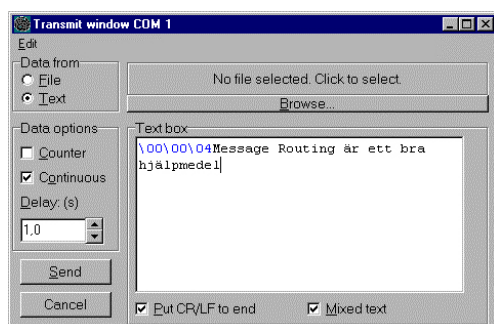 Transmit window COM 1
Edit
Data from
File
Text
No file selected. Click to select.
Browse...
Data options
Counter
Continuous
Delay: (s)
1,0
Send
Cancel
Text box
\00\00\04Message Routing är ett bra
hjälpmedel
Put CR/LF to end
Mixed text